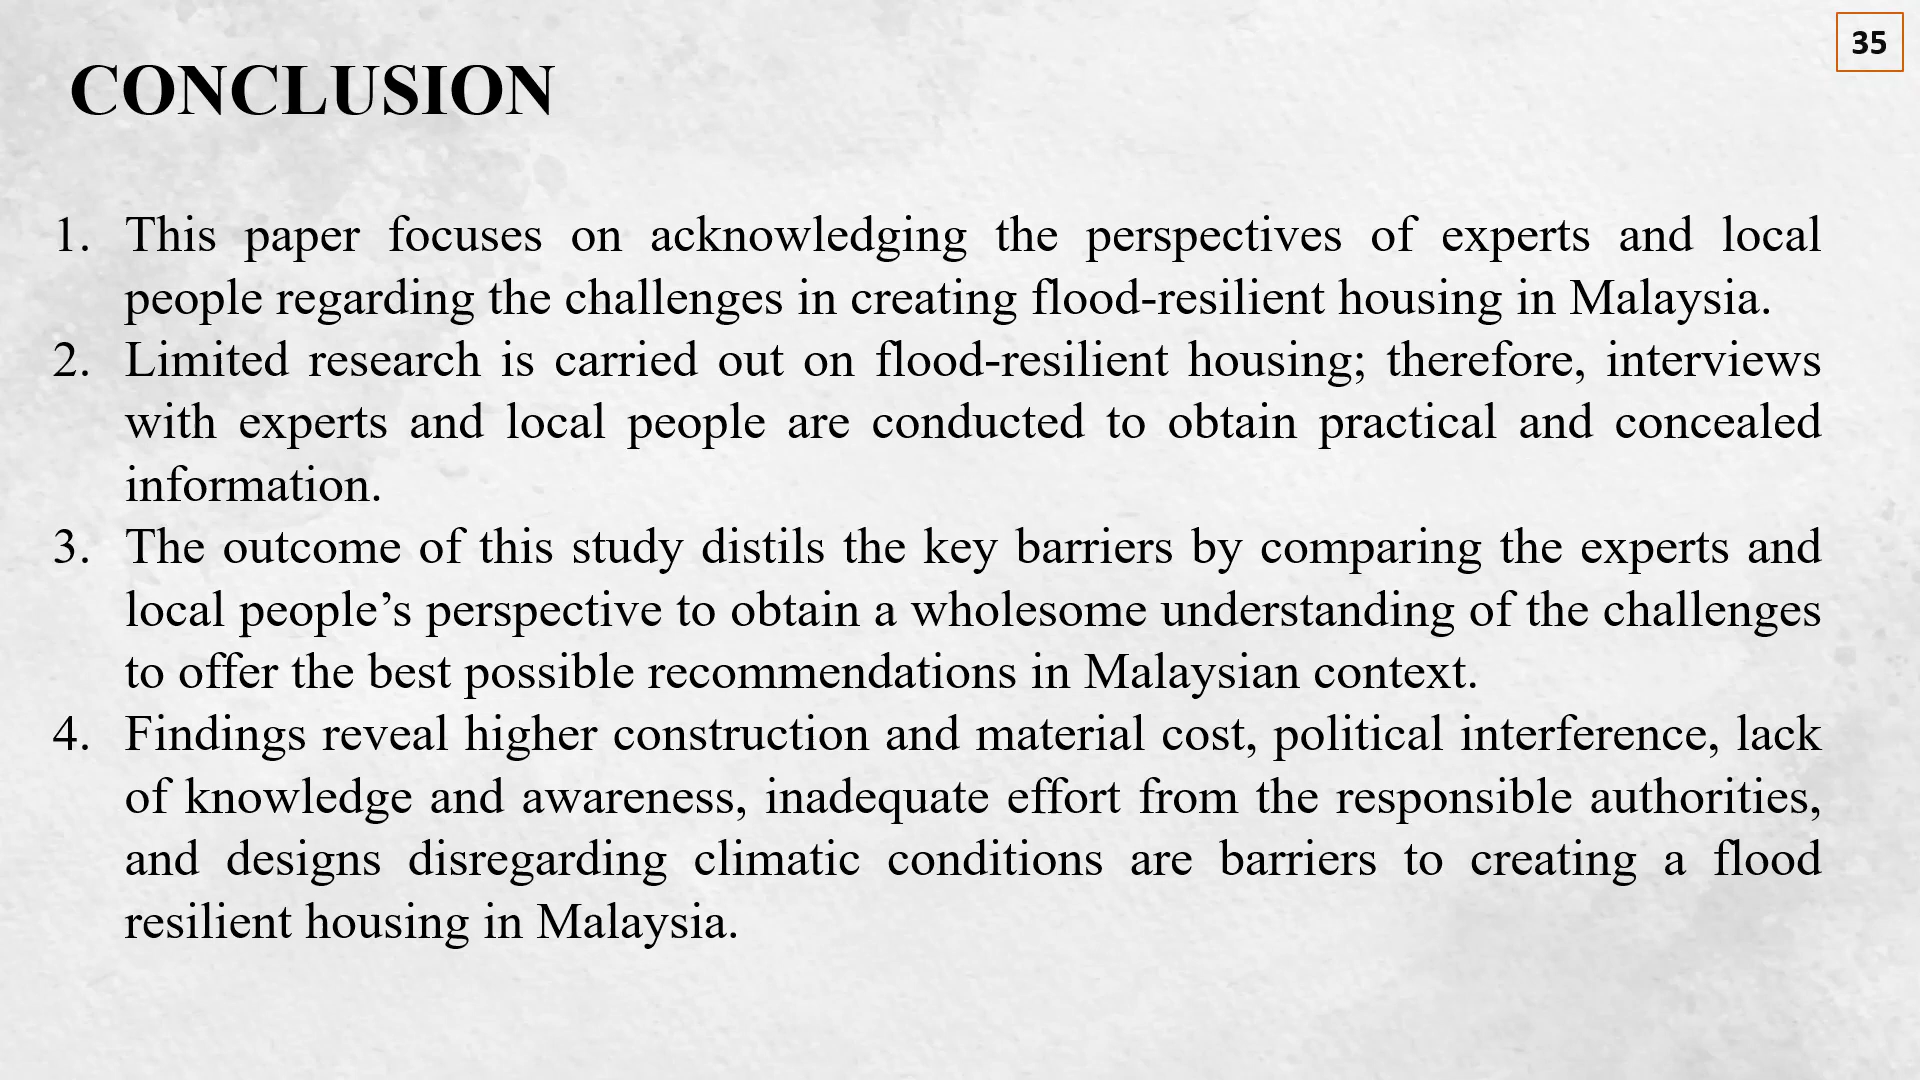 35
CONCLUSION
1. This paper focuses on acknowledging the perspectives of experts and local
people regarding the challenges in creating flood-resilient housing in Malaysia.
2. Limited research is carried out on flood-resilient housing; therefore, interviews
with experts and local people are conducted to obtain practical and concealed
information.
3. The outcome of this study distils the key barriers by comparing the experts and
local people’s perspective to obtain a wholesome understanding of the challenges
to offer the best possible recommendations in Malaysian context.
4. Findings reveal higher construction and material cost, political interference, lack
of knowledge and awareness, inadequate effort from the responsible authorities,
and designs disregarding climatic conditions are barriers to creating a flood
resilient housing in Malaysia.